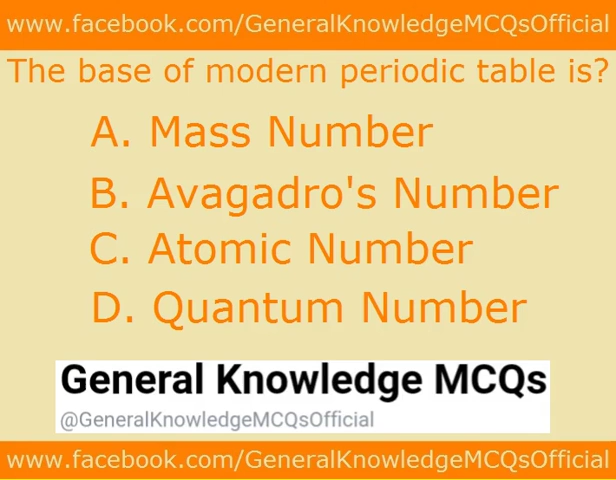 www.facebook.com/GeneralKnowledgeMCQsOfficial
The base of modern periodic table is?
A. Mass Number
B. Avagadro's Number
C. Atomic Number
D. Quantum Number
General Knowledge MCQs
@GeneralKnowledgeMCQsOfficial
www.facebook.com/GeneralKnowledgeMCQsOfficial